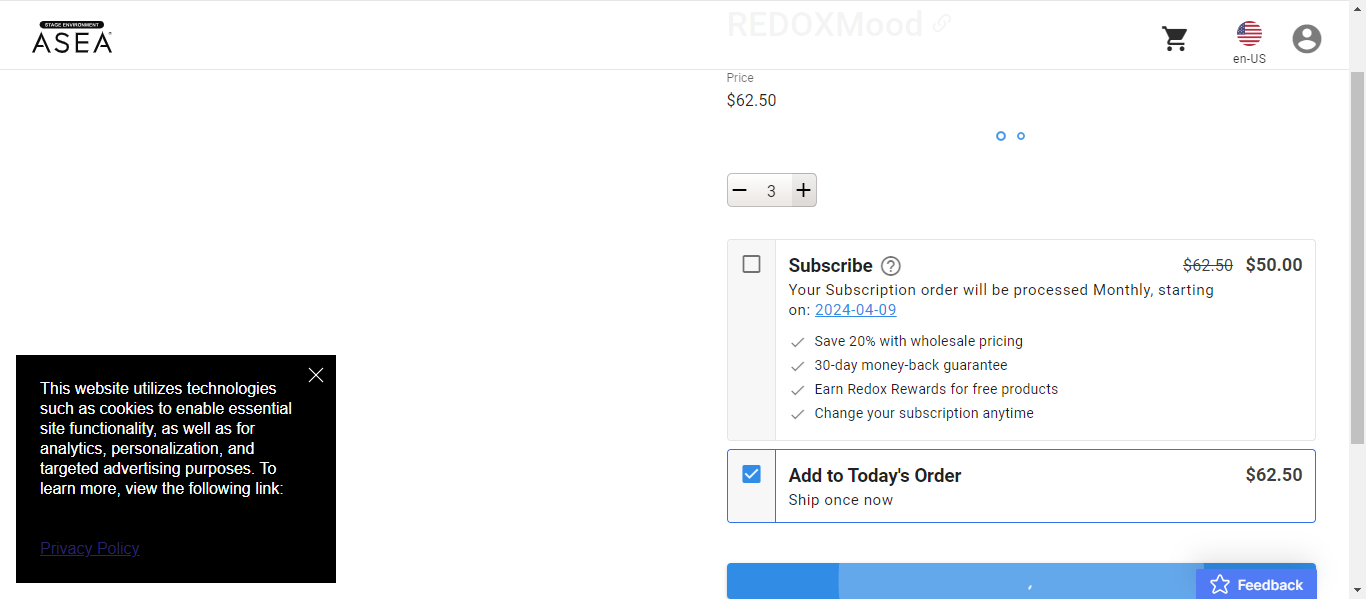 STAGE ENVIRONMENT
ASEA
REDOXMood
en-US
Price
$62.50
3
Subscribe ?
$62.50 $50.00
Your Subscription order will be processed Monthly, starting
on: 2024-04-09
Save 20% with wholesale pricing
30-day money-back guarantee
Earn Redox Rewards for free products
Change your subscription anytime
Add to Today's Order
$62.50
Ship once now
This website utilizes technologies
such as cookies to enable essential
site functionality, as well as for
analytics, personalization, and
targeted advertising purposes. To
learn more, view the following link:
Privacy Policy
Feedback